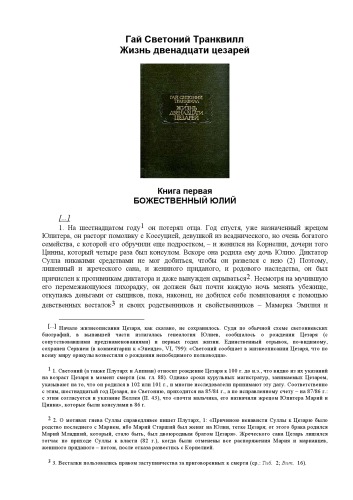 Гай Светоний Транквилл
Жизнь двенадцати цезарей
ГАЙ СВЕТОНИЙ
ТРАНКВИЛЛ
ЖИЗНЬ
ДВЕНАДЦАТИ
ЦЕЗАРЕЙ
Книга первая
БОЖЕСТВЕННЫЙ ЮЛИЙ
[...]
1. На шестнадцатом году1 он потерял отца. Год спустя, уже назначенный жрецом
Юпитера, он расторг помолвку с Коссуцией, девушкой из всаднического, но очень богатого
семейства, с которой его обручили еще подростком, – и женился на Корнелии, дочери того
Цинны, который четыре раза был консулом. Вскоре она родила ему дочь Юлию. Диктатор
Сулла никакими средствами не мог добиться, чтобы он развелся с нею (2) Поэтому,
лишенный и жреческого сана, и жениного приданого, и родового наследства, он был
причислен к противникам диктатора и даже вынужден скрываться2. Несмотря на мучившую
его перемежающуюся лихорадку, он должен был почти каждую ночь менять убежище,
откупаясь деньгами от сыщиков, пока, наконец, не добился себе помилования с помощью
девственных весталок3 и своих родственников и свойственников – Мамерка Эмилия и
[...] Начало жизнеописания Цезаря, как сказано, не сохранилось. Судя по обычной схеме светониевских
биографий, в выпавшей части излагалась генеалогия Юлиев, сообщалось о рождении Цезаря (с
сопутствовавшими предзнаменованиями) и первых годах жизни. Единственный отрывок, по-видимому,
сохранен Сервием (в комментарии к «Энеиде», VI, 799): «Светоний сообщает в жизнеописании Цезаря, что по
всему миру оракулы возвестили о рождении непобедимого полководца».
1 1. Светоний (а также Плутарх и Аппиан) относит рождение Цезаря к 100 г. до н.э., что видно из их указаний
на возраст Цезаря в момент смерти (см. гл. 88). Однако сроки курульных магистратур, занимаемых Цезарем,
указывают на то, что он родился в 102 или 101 г., и многие исследователи принимают эту дату. Соответственно
с этим, шестнадцатый год Цезаря, по Светонию, приходится на 85/84 г., а по исправленному счету – на 87/86 г.:
с этим согласуется и указание Веллея (II, 43), что «почти мальчика, его назначили жрецом Юпитера Марий и
Цинна», которые были консулами в 86 г.
2 2. О мотивах гнева Суллы справедливее пишет Плутарх, 1: «Причиною ненависти Суллы к Цезарю было
родство последнего с Марием, ибо Марий Старший был женат на Юлии, тетке Цезаря; от этого брака родился
Марий Младший, который, стало быть, был двоюродным братом Цезаря». Жреческого сана Цезарь лишился
тотчас по приходе Суллы к власти (82 г.), когда были отменены все распоряжения Мария и марианцев,
жениного приданого – потом, после отказа развестись с Корнелией.
3 3. Весталки пользовались правом заступничества за приговоренных к смерти (ср.: Тиб. 2; Вит. 16).